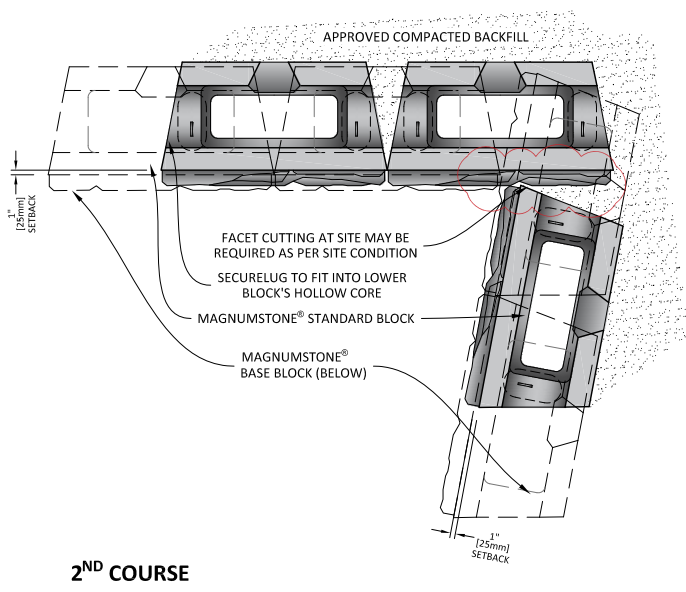 APPROVED COMPACTED BACKFILL
1"
[25mm]
SETBACK
FACET CUTTING AT SITE MAY BE
REQUIRED AS PER SITE CONDITION
SECURELUG TO FIT INTO LOWER
BLOCK'S HOLLOW CORE
MAGNUMSTONE® STANDARD BLOCK
MAGNUMSTONE®
BASE BLOCK (BELOW)
1"
[25mm]
SETBACK
2ND COURSE